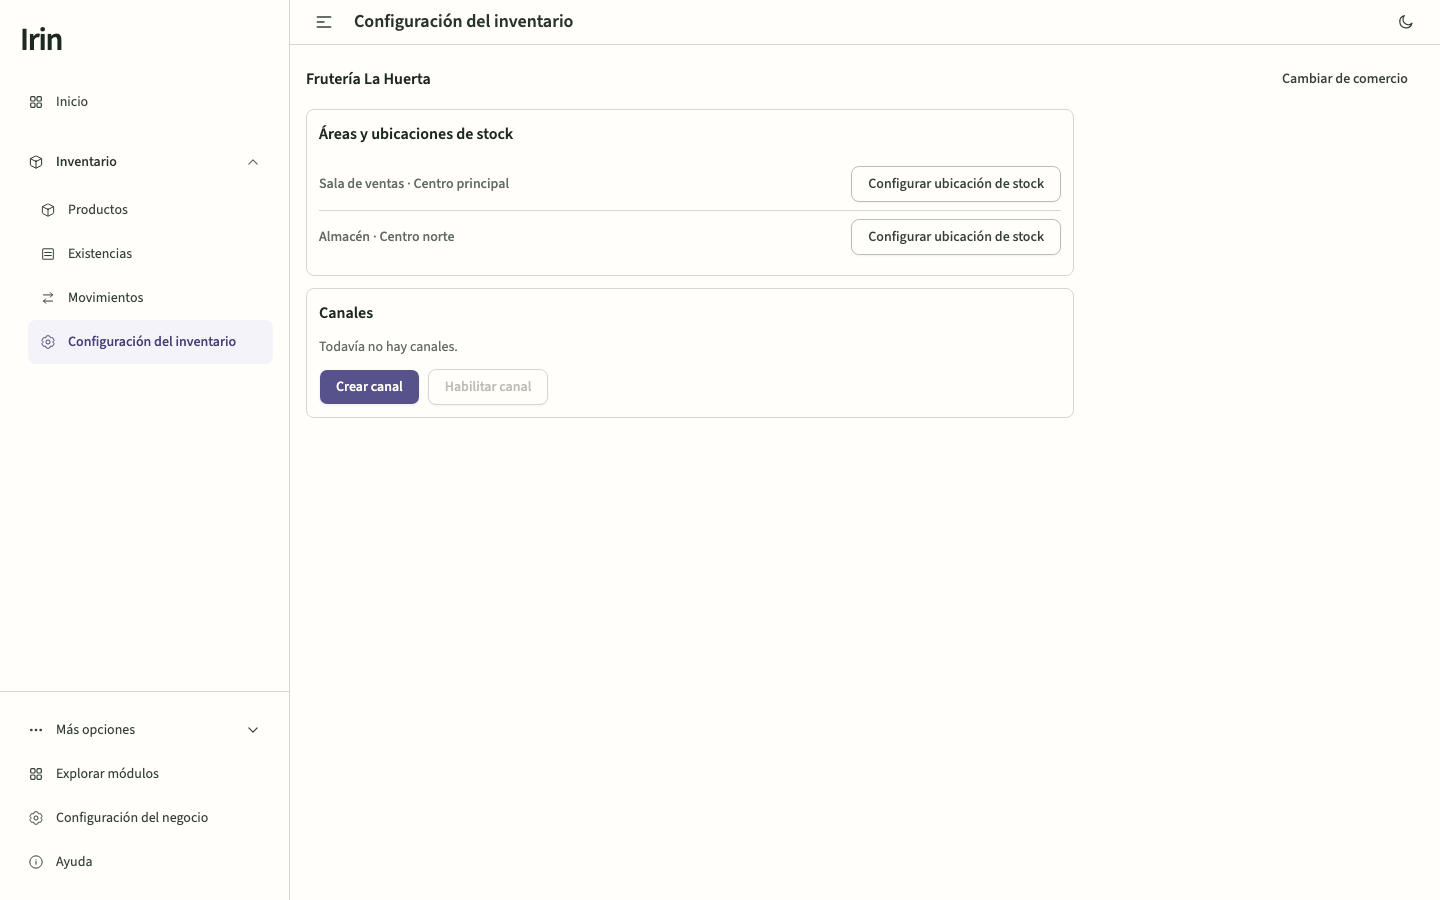 Irin
Inicio
Inventario
Productos
Existencias
Movimientos
Configuración del inventario
Más opciones
Explorar módulos
Configuración del negocio
Ayuda
Configuración del inventario
Frutería La Huerta
Cambiar de comercio
Áreas y ubicaciones de stock
Sala de ventas · Centro principal
Configurar ubicación de stock
Almacén · Centro norte
Configurar ubicación de stock
Canales
Todavía no hay canales.
Crear canal
Habilitar canal